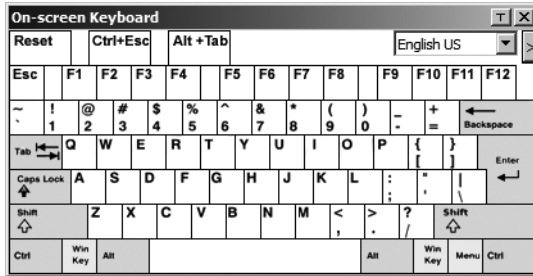 On-screen Keyboard T X
Reset Ctrl+Esc Alt +Tab English US >
Esc F1 F2 F3 F4 F5 F6 F7 F8 F9 F10 F11 F12
~ ! @ # $ % ^ & * ( ) _ +
` 1 2 3 4 5 6 7 8 9 0 - = Backspace
Tab Q W E R T Y U I O P { }
[ ] Enter
Caps Lock A S D F G H J K L : " |
; ' \
Shift Z X C V B N M < > ? Shift
, . /
Ctrl Win Key Alt Alt Win Key Menu Ctrl